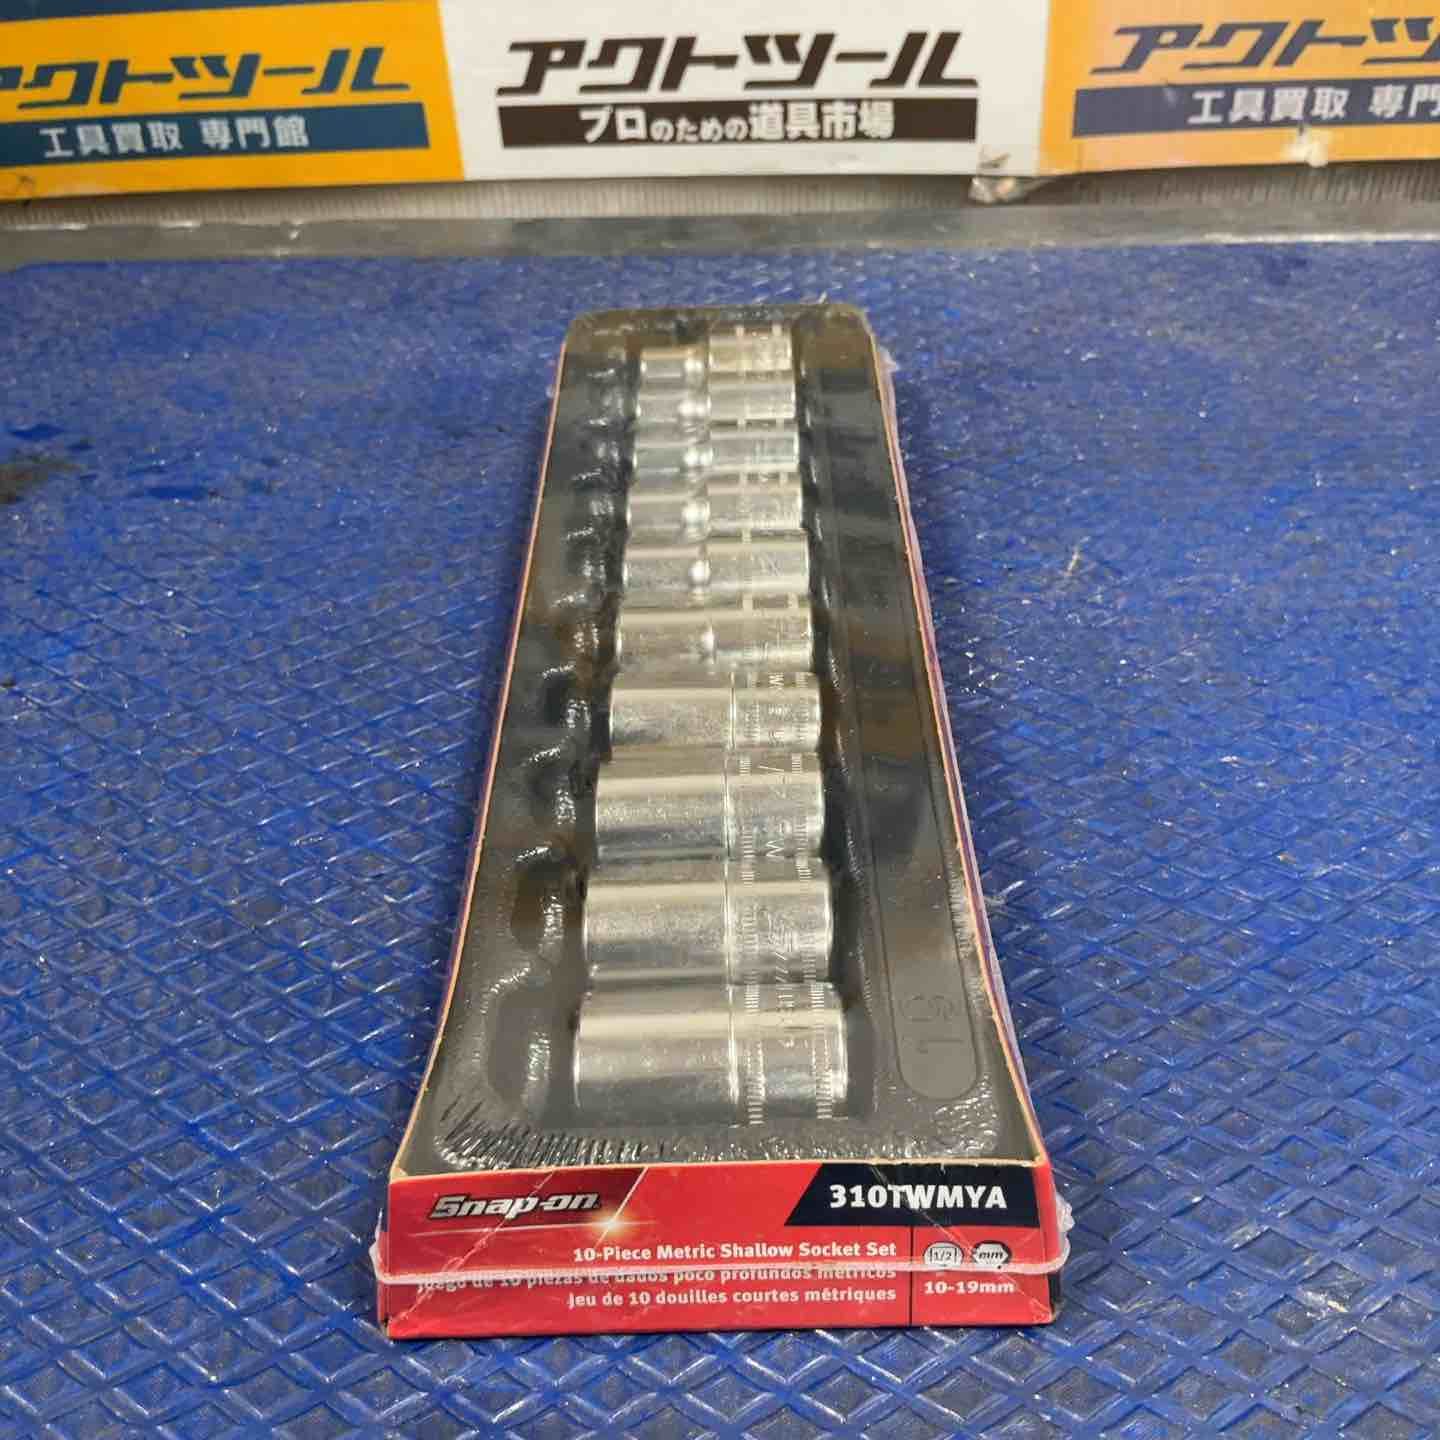 アクトツール
工具買取 専門館
アクトツール
プロのための道具市場
アクトツ
工具買取 専門
19
Snap-on
310TWMYA
10-Piece Metric Shallow Socket Set
Juego de 10 piezas de dados poco profundos métricos
Jeu de 10 douilles courtes métriques
1/2
mm
10-19mm